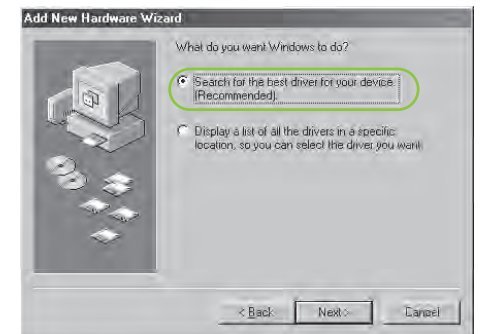 Add New Hardware Wizard
What do you want Windows to do?
Search for the best driver for your device
(Recommended).
Display a list of all the drivers in a specific
location, so you can select the driver you want.
< Back
Next >
Cancel